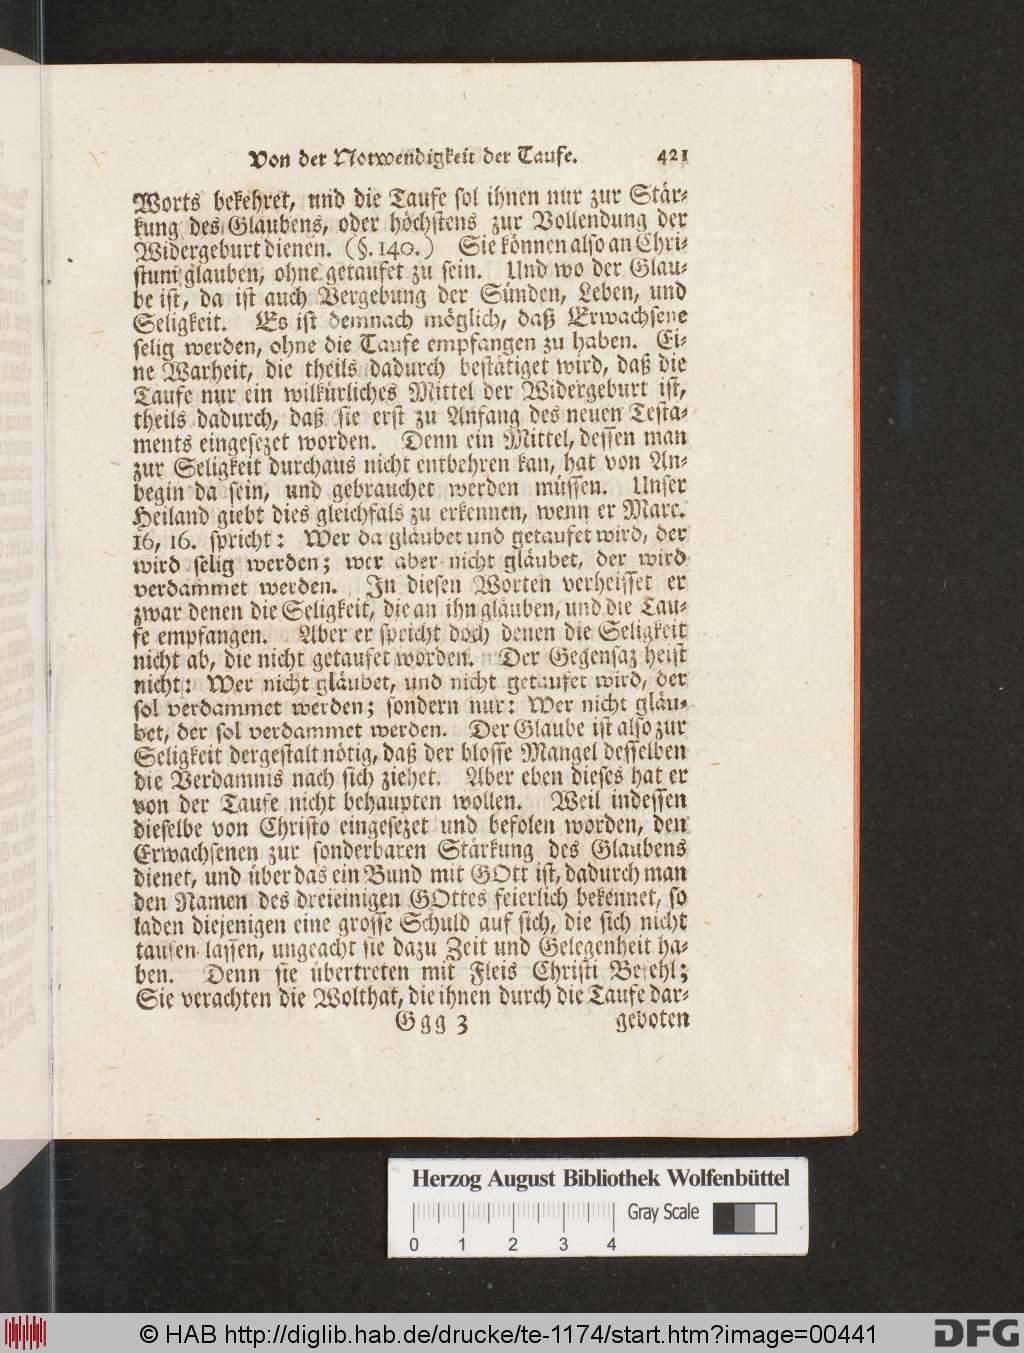 Von der Notwendigkeit der Taufe. 421
Worts bekehret, und die Taufe sol ihnen nur zur Stär-
kung des Glaubens, oder höchstens zur Vollendung der
Widergeburt dienen. (§. 140.) Sie können also an Chri-
stum glauben, ohne getaufet zu sein. Und wo der Glau-
be ist, da ist auch Vergebung der Sünden, Leben, und
Seligkeit. Es ist demnach möglich, daß Erwachsene
selig werden, ohne die Taufe empfangen zu haben. Ei-
ne Warheit, die theils dadurch bestätiget wird, daß die
Taufe nur ein wilkürliches Mittel der Widergeburt ist,
theils dadurch, daß sie erst zu Anfang des neuen Testa-
ments eingesezet worden. Denn ein Mittel, dessen man
zur Seligkeit durchaus nicht entbehren kan, hat von An-
begin da sein, und gebrauchet werden müssen. Unser
Heiland giebt dies gleichfals zu erkennen, wenn er Marc.
16, 16. spricht: Wer da gläubet und getaufet wird, der
wird selig werden; wer aber nicht gläubet, der wird
verdammet werden. In diesen Worten verheisset er
zwar denen die Seligkeit, die an ihn gläuben, und die Tau-
fe empfangen. Aber er spricht doch denen die Seligkeit
nicht ab, die nicht getaufet worden. Der Gegensaz heist
nicht: Wer nicht gläubet, und nicht getaufet wird, der
sol verdammet werden; sondern nur: Wer nicht gläu-
bet, der sol verdammet werden. Der Glaube ist also zur
Seligkeit dergestalt nötig, daß der blosse Mangel desselben
die Verdamnis nach sich ziehet. Aber eben dieses hat er
von der Taufe nicht behaupten wollen. Weil indessen
dieselbe von Christo eingesezet und befolen worden, den
Erwachsenen zur sonderbaren Stärkung des Glaubens
dienet, und über das ein Bund mit GOtt ist, dadurch man
den Namen des dreieinigen GOttes feierlich bekennet, so
laden diejenigen eine grosse Schuld auf sich, die sich nicht
taufen lassen, ungeacht sie dazu Zeit und Gelegenheit ha-
ben. Denn sie übertreten mit Fleis Christi Befehl;
Sie verachten die Wolthat, die ihnen durch die Taufe dar-
Ggg 3 geboten
Herzog August Bibliothek Wolfenbüttel
Gray Scale
0 1 2 3 4
© HAB http://diglib.hab.de/drucke/te-1174/start.htm?image=00441
DFG